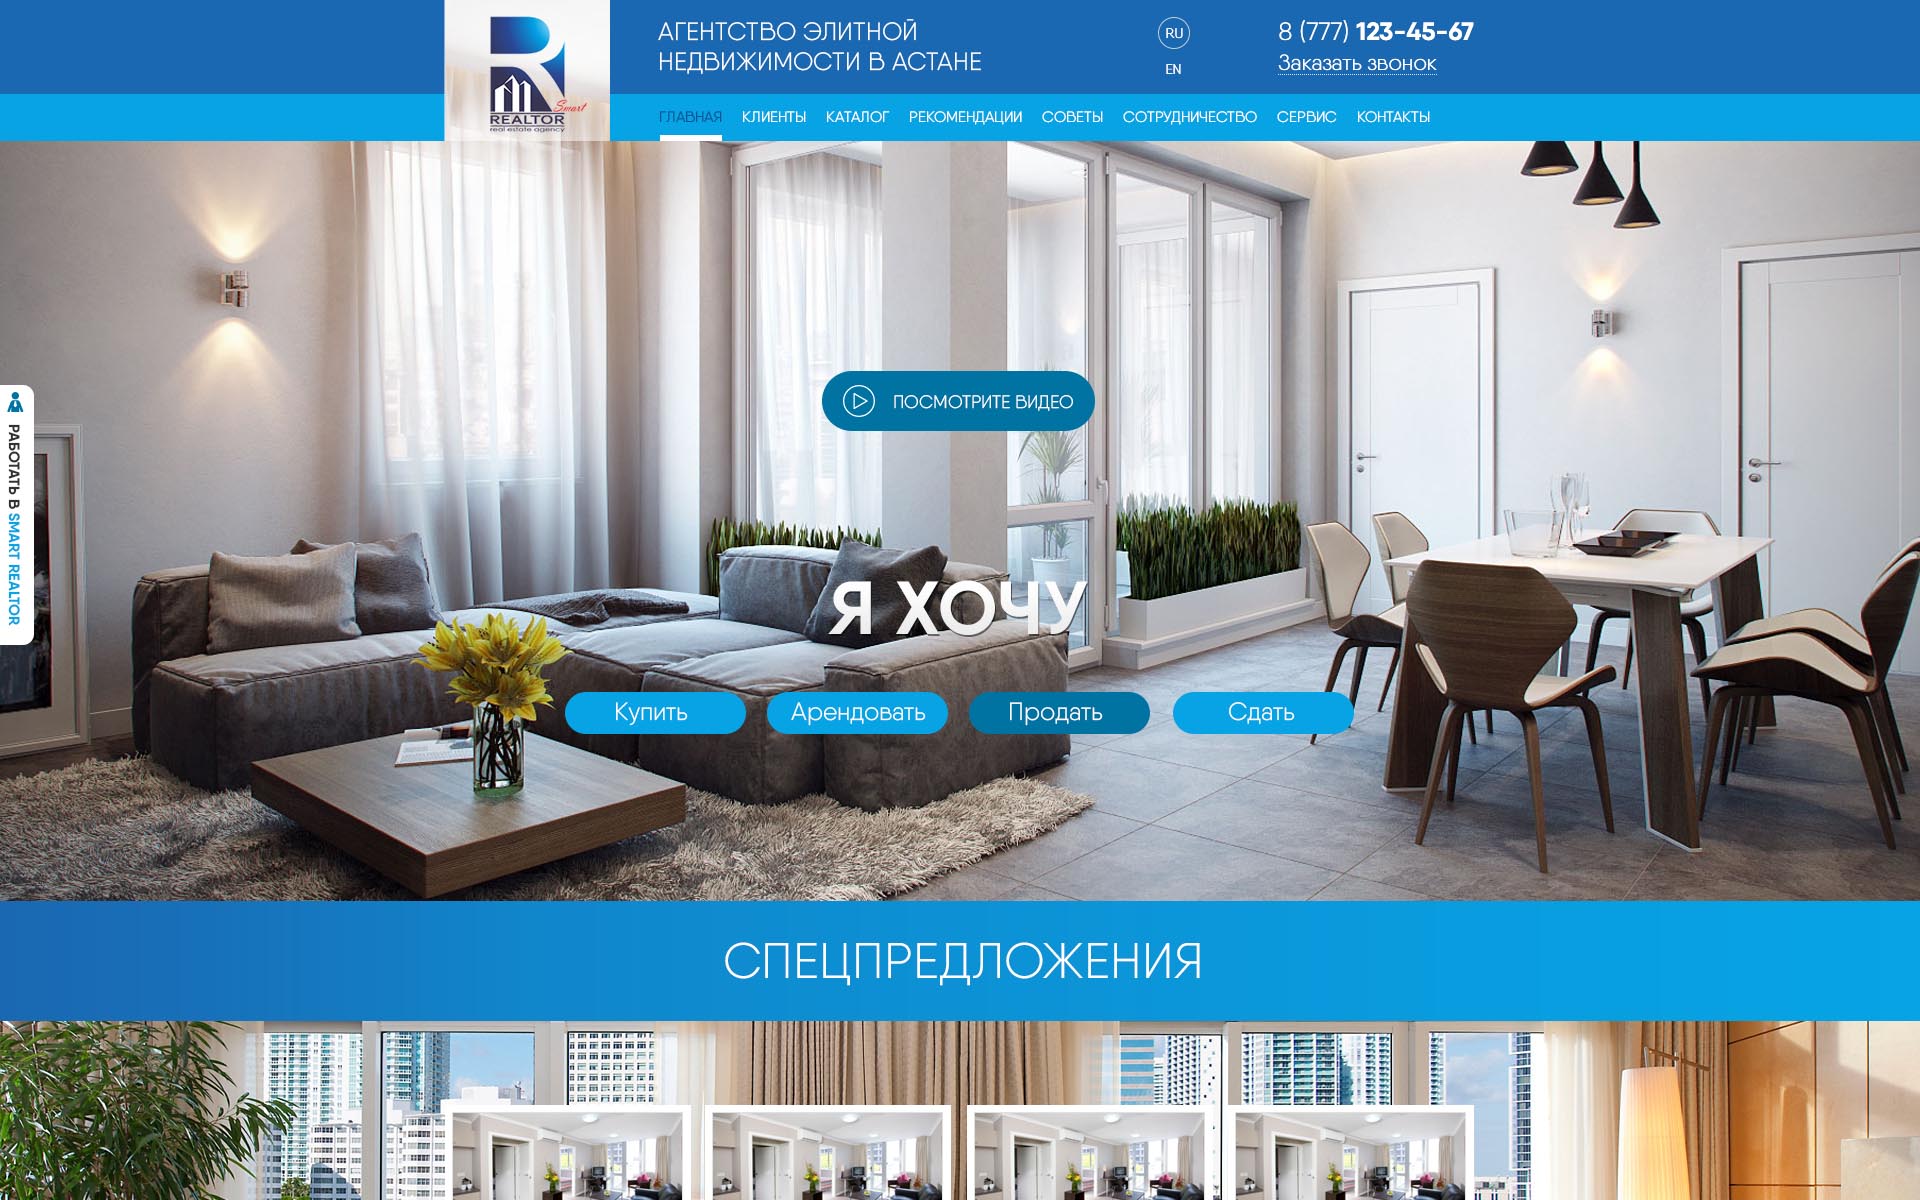 R
Smart
REALTOR
real estate agency
АГЕНТСТВО ЭЛИТНОЙ
НЕДВИЖИМОСТИ В АСТАНЕ
RU
EN
8 (777) 123-45-67
Заказать звонок
ГЛАВНАЯ КЛИЕНТЫ КАТАЛОГ РЕКОМЕНДАЦИИ СОВЕТЫ СОТРУДНИЧЕСТВО СЕРВИС КОНТАКТЫ
РАБОТАТЬ В SMART REALTOR
ПОСМОТРИТЕ ВИДЕО
Я ХОЧУ
Купить Арендовать Продать Сдать
СПЕЦПРЕДЛОЖЕНИЯ